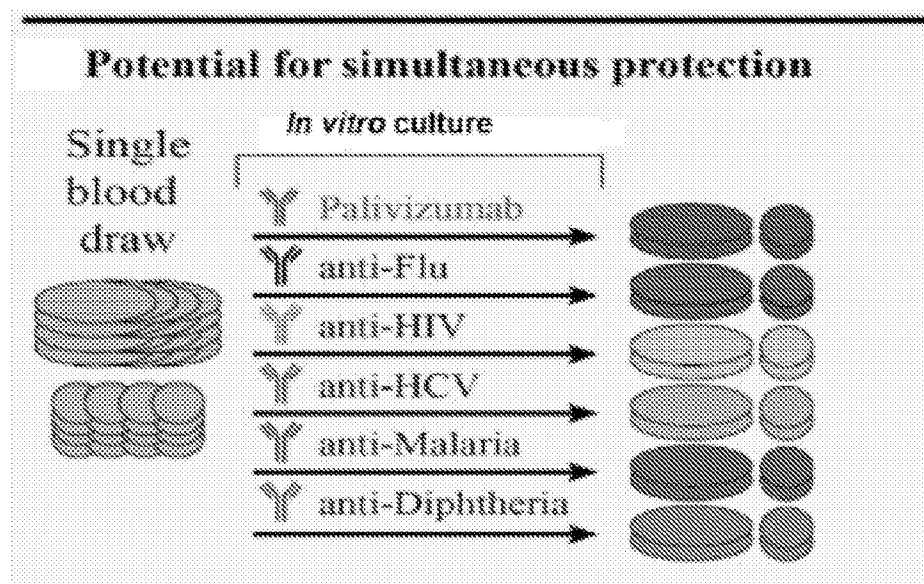 Potential for simultaneous protection
In vitro culture
Single
blood
draw
Palivizumab
anti-Flu
anti-HIV
anti-HCV
anti-Malaria
anti-Diphtheria